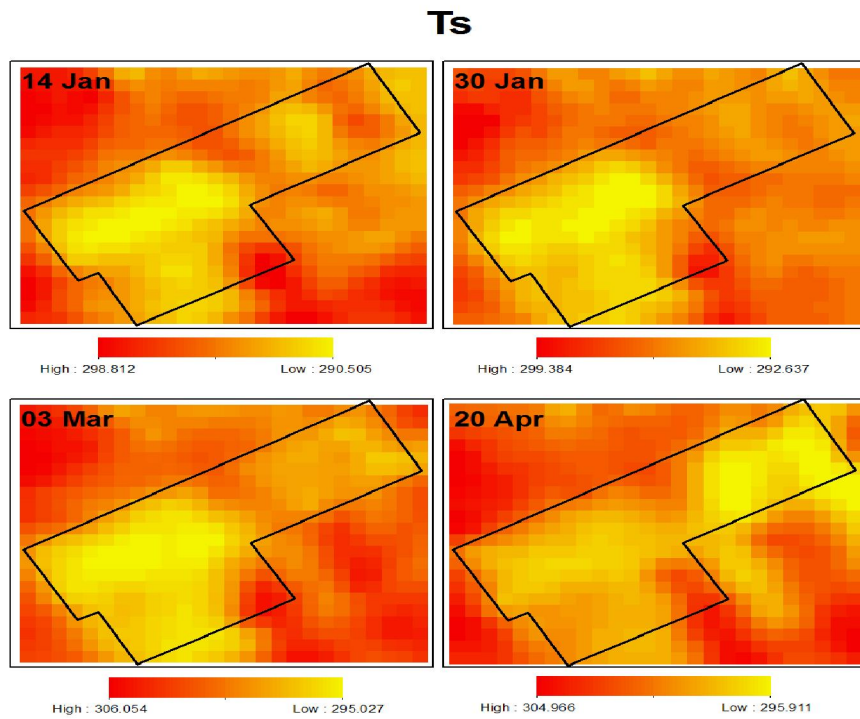 Ts
14 Jan
30 Jan
High : 298.812 Low : 290.505
High : 299.384 Low : 292.637
03 Mar
20 Apr
High : 306.054 Low : 295.027
High : 304.966 Low : 295.911